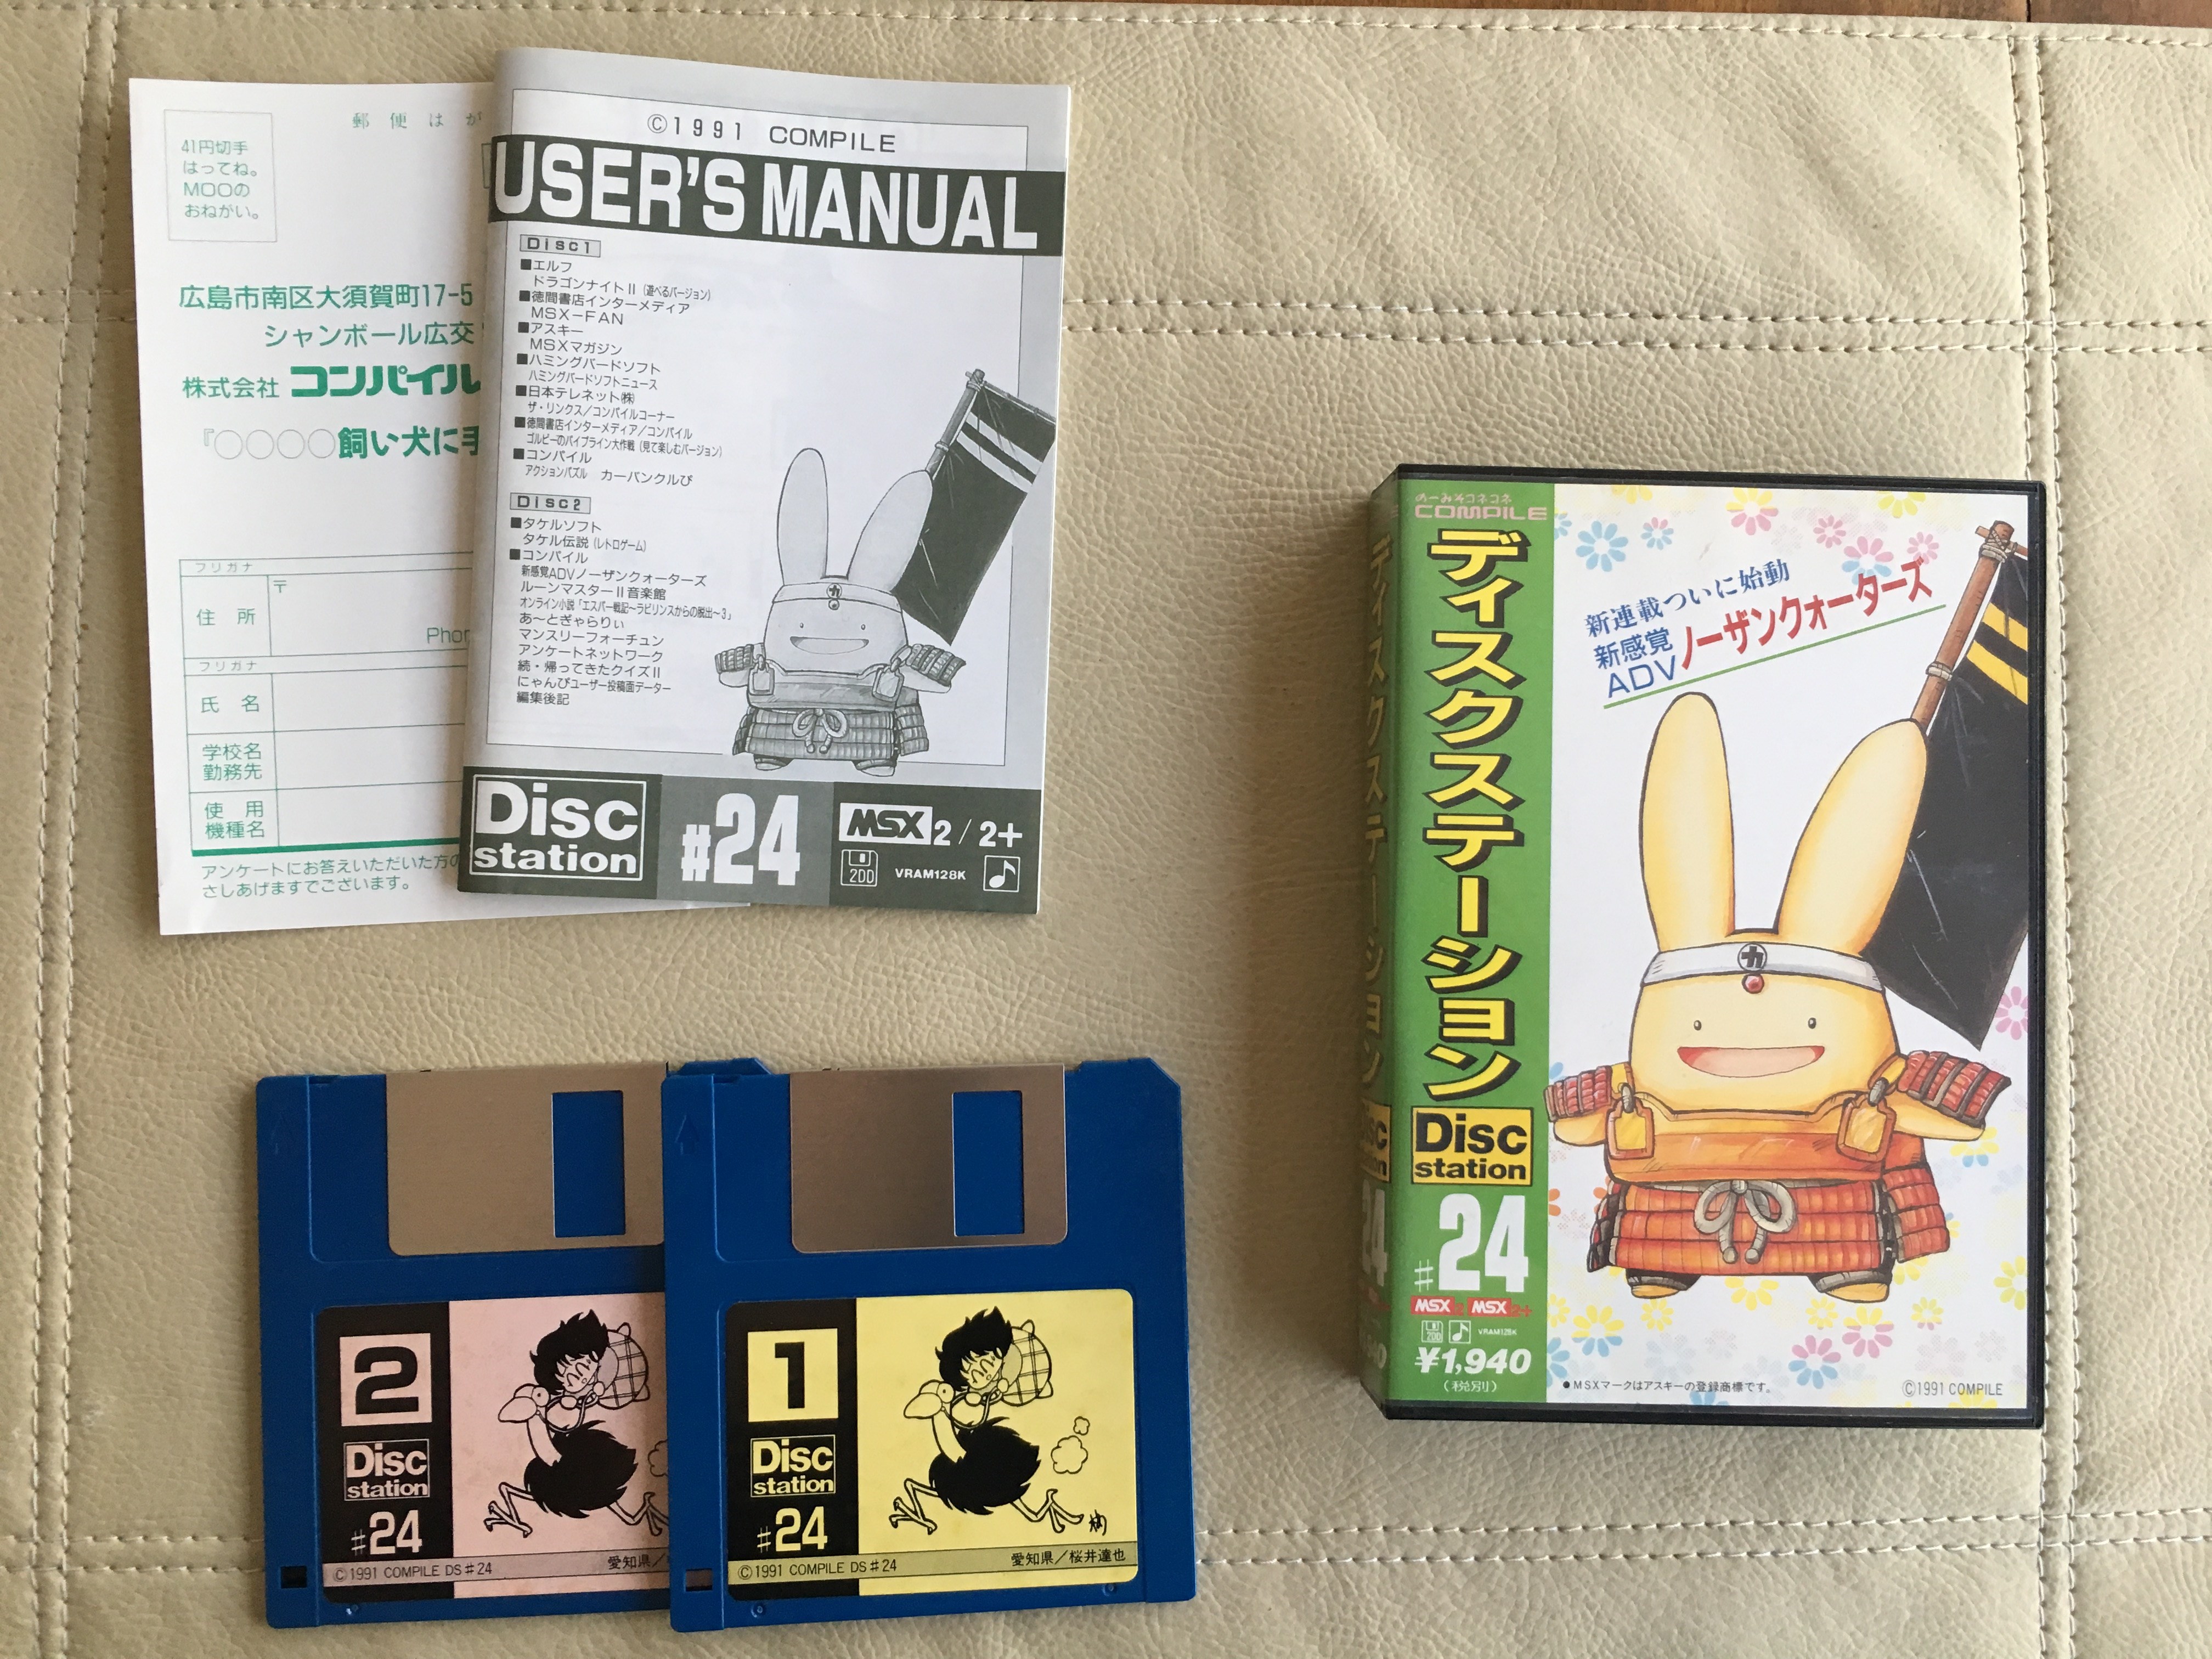 郵便はが
41円切手
はってね。
MOOの
おねがい。
広島市南区大須賀町17-5
シャンボール広交
株式会社 コンパイル
『○○○○飼い犬に手
フリガナ
住 所
〒
Phon
フリガナ
氏 名
学校名
勤務先
使 用
機種名
アンケートにお答えいただいた方の
さしあげますでございます。
©1991 COMPILE
USER'S MANUAL
Disc1
■エルフ
ドラゴンナイトII(遊べるバージョン)
■徳間書店インターメディア
MSX-FAN
■アスキー
MSXマガジン
■ハミングバードソフト
ハミングバードソフトニュース
■日本テレネット㈱
ザ・リンクス/コンパイルコーナー
■徳間書店インターメディア/コンパイル
ゴルビーのパイプライン大作戦(見て楽しむバージョン)
■コンパイル
アクションパズル カーバンクルぴ
Disc2
■タケルソフト
タケル伝説(レトロゲーム)
■コンパイル
新感覚ADVノーザンクォーターズ
ルーンマスターII音楽館
オンライン小説「エスパー戦記〜ラビリンスからの脱出〜3」
あ〜とぎゃらりぃ
マンスリーフォーチュン
アンケートネットワーク
続・帰ってきたクイズII
にゃんぴユーザー投稿面データー
編集後記
Disc
station
#24
MSX2/2+
2DD
VRAM128K
のーみそコネコネ
COMPILE
ディスクステーション
Disc
station
#24
MSX2 MSX2+
2DD
VRAM128K
¥1,940
(税別)
新連載ついに始動
新感覚
ADV
ノーザンクォーターズ
カ
●MSXマークはアスキーの登録商標です。
©1991 COMPILE
ディスクステーション
2
Disc
station
#24
©1991 COMPILE DS#24
愛知県/
1
Disc
station
#24
©1991 COMPILE DS#24
愛知県/桜井達也